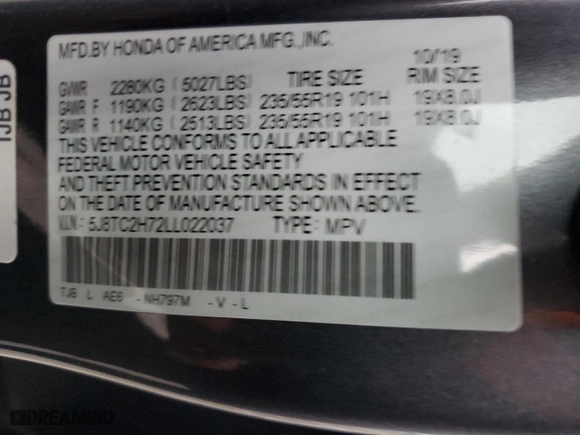 MFD.BY HONDA OF AMERICA MFG.,INC.
10/19
GVWR 2280KG (5027LBS) TIRE SIZE RIM SIZE
GAWR F 1190KG (2623LBS) 235/55R19 101H 19X8.0J
GAWR R 1140KG (2513LBS) 235/55R19 101H 19X8.0J
THIS VEHICLE CONFORMS TO ALL APPLICABLE
FEDERAL MOTOR VEHICLE SAFETY
AND THEFT PREVENTION STANDARDS IN EFFECT
ON THE DATE OF MANUFACTURE SHOWN ABOVE.
V.I.N.: 5J8TC2H72LL022037 TYPE: MPV
TJB L AE6 - NH797M - V - L
TJB JB
DREAMBID